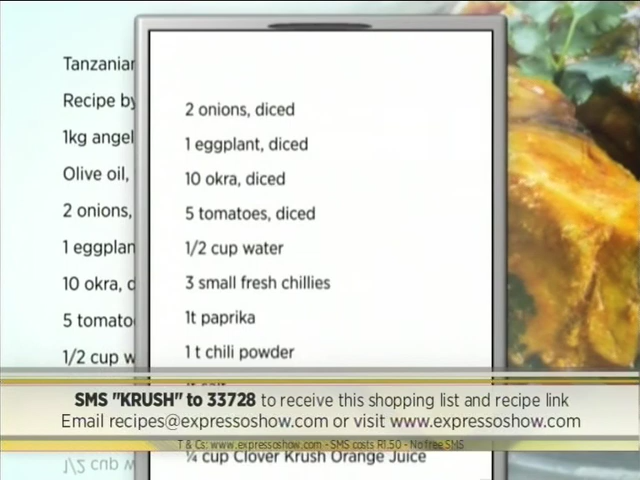 Tanzanian
Recipe by
1kg angel
Olive oil,
2 onions,
1 eggplan
10 okra, d
5 tomato
1/2 cup w
2 onions, diced
1 eggplant, diced
10 okra, diced
5 tomatoes, diced
1/2 cup water
3 small fresh chillies
1t paprika
1 t chili powder
SMS "KRUSH" to 33728 to receive this shopping list and recipe link
Email recipes@expressoshow.com or visit www.expressoshow.com
T & Cs: www.expressoshow.com - SMS costs R1.50 - No free SMS
¼ cup Clover Krush Orange Juice